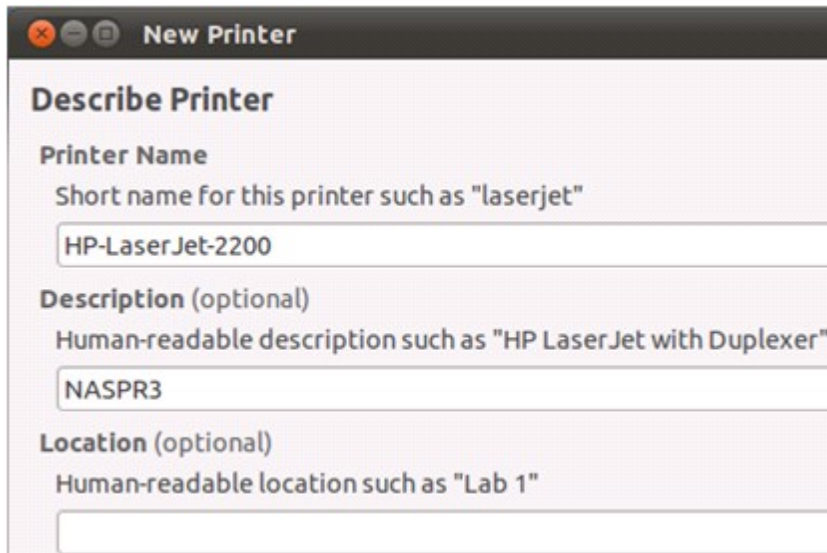 New Printer
Describe Printer
Printer Name
Short name for this printer such as "laserjet"
HP-LaserJet-2200
Description (optional)
Human-readable description such as "HP LaserJet with Duplexer"
NASPR3
Location (optional)
Human-readable location such as "Lab 1"